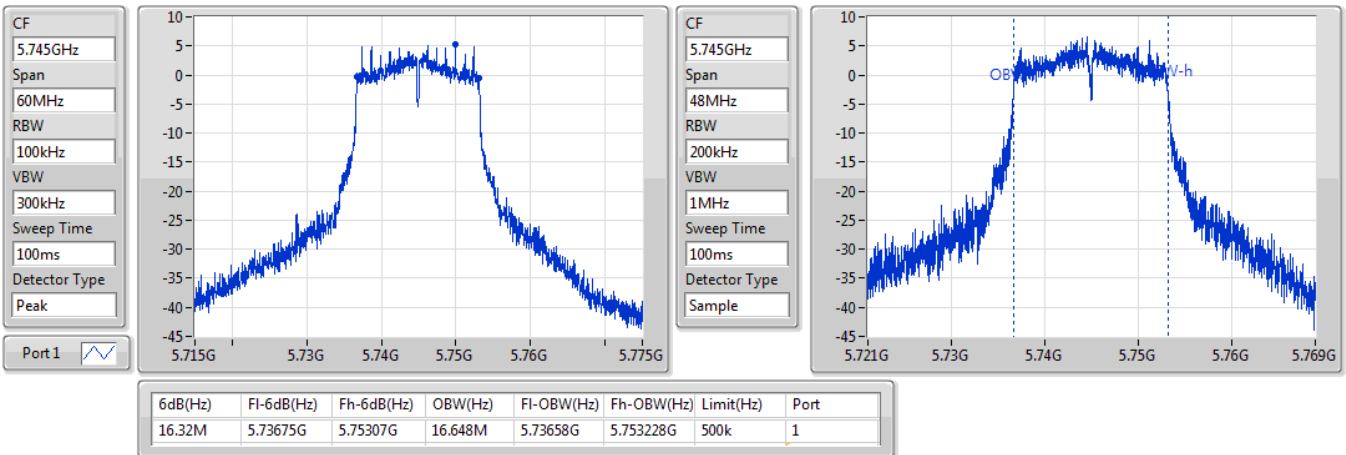 CF
5.745GHz
Span
60MHz
RBW
100kHz
VBW
300kHz
Sweep Time
100ms
Detector Type
Peak
Port 1
10
5
0
-5
-10
-15
-20
-25
-30
-35
-40
-45
5.715G 5.73G 5.74G 5.75G 5.76G 5.775G
CF
5.745GHz
Span
48MHz
RBW
200kHz
VBW
1MHz
Sweep Time
100ms
Detector Type
Sample
10
5
0
-5
-10
-15
-20
-25
-30
-35
-40
-45
OBW W-h
5.721G 5.73G 5.74G 5.75G 5.76G 5.769G
6dB(Hz) Fl-6dB(Hz) Fh-6dB(Hz) OBW(Hz) Fl-OBW(Hz) Fh-OBW(Hz) Limit(Hz) Port
16.32M 5.73675G 5.75307G 16.648M 5.73658G 5.753228G 500k 1